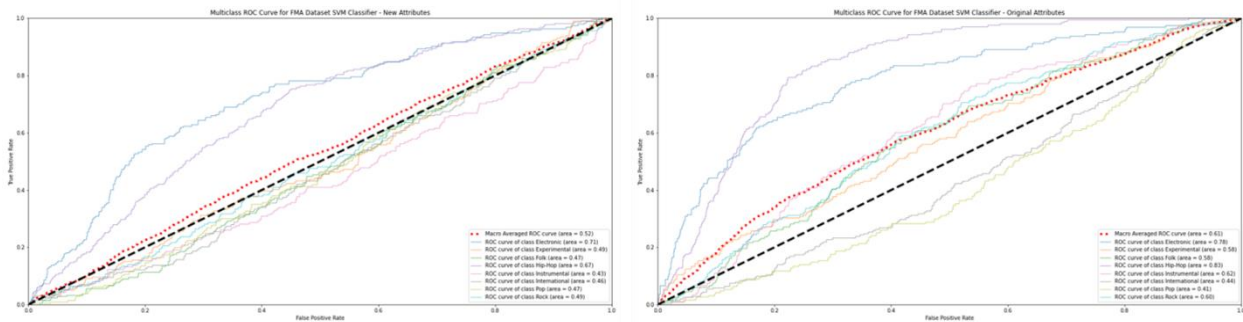 Multiclass ROC Curve for FMA Dataset SVM Classifier - New Attributes
1.0
0.8
0.6
0.4
0.2
0.0
True Positive Rate
Macro Averaged ROC curve (area = 0.52)
ROC curve of class Electronic (area = 0.71)
ROC curve of class Experimental (area = 0.49)
ROC curve of class Folk (area = 0.47)
ROC curve of class Hip-Hop (area = 0.67)
ROC curve of class Instrumental (area = 0.43)
ROC curve of class International (area = 0.46)
ROC curve of class Pop (area = 0.47)
ROC curve of class Rock (area = 0.49)
0.0 0.2 0.4 0.6 0.8 1.0
False Positive Rate
Multiclass ROC Curve for FMA Dataset SVM Classifier - Original Attributes
1.0
0.8
0.6
0.4
0.2
0.0
True Positive Rate
Macro Averaged ROC curve (area = 0.61)
ROC curve of class Electronic (area = 0.78)
ROC curve of class Experimental (area = 0.58)
ROC curve of class Folk (area = 0.58)
ROC curve of class Hip-Hop (area = 0.83)
ROC curve of class Instrumental (area = 0.62)
ROC curve of class International (area = 0.44)
ROC curve of class Pop (area = 0.41)
ROC curve of class Rock (area = 0.60)
0.0 0.2 0.4 0.6 0.8 1.0
False Positive Rate